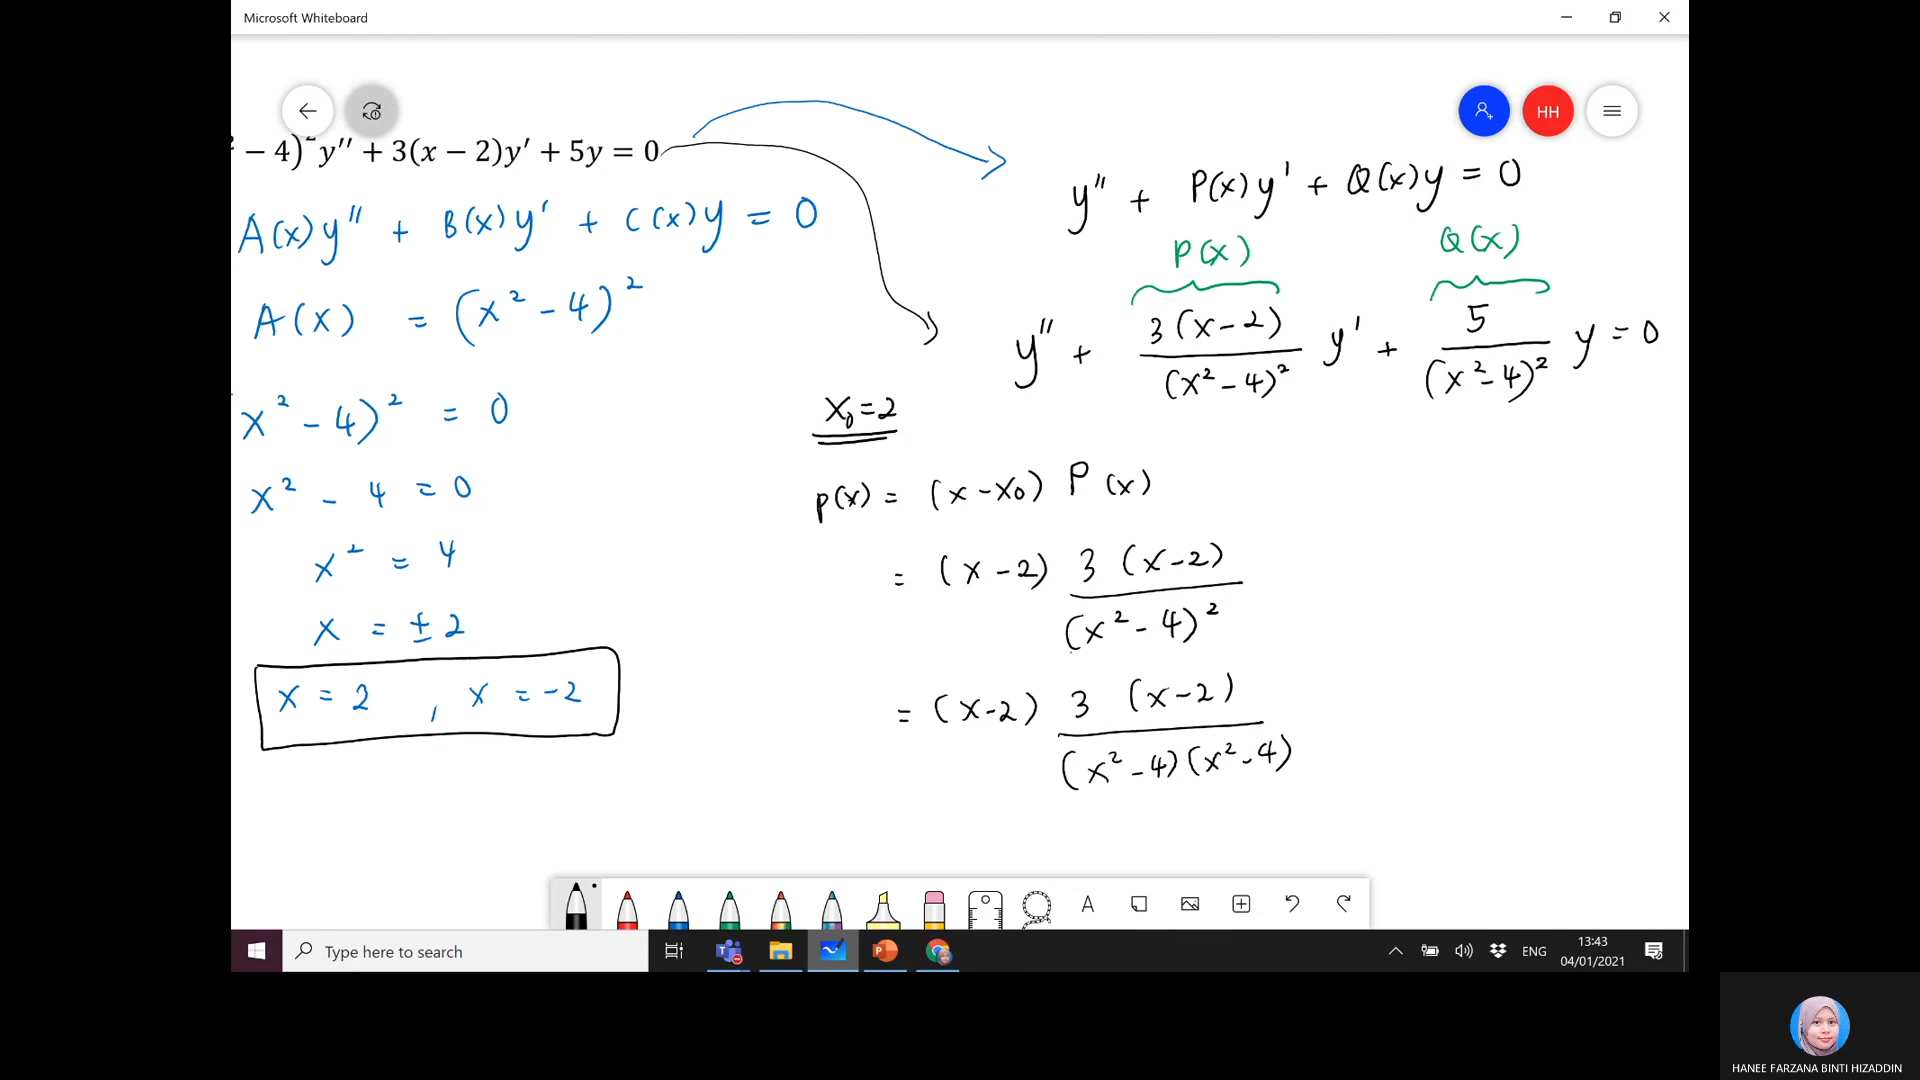 Microsoft Whiteboard
HH
- 4)² y′′ + 3(x − 2)y′ + 5y = 0
A(x)y'' + B(x)y' + C(x)y = 0
A(x) = (x² - 4)²
x² - 4)² = 0
x² - 4 = 0
x² = 4
x = ± 2
x = 2 , x = -2
y'' + P(x)y' + Q(x)y = 0
P(x) Q(x)
y'' + 3(x-2)/(x²-4)² y' + 5/(x²-4)² y = 0
x₀=2
p(x) = (x - x₀) P(x)
= (x - 2) 3 (x-2)/(x² - 4)²
= (x-2) 3 (x-2)/(x² - 4)(x² - 4)
A
Type here to search
ENG
13:43
04/01/2021
HANEE FARZANA BINTI HIZADDIN